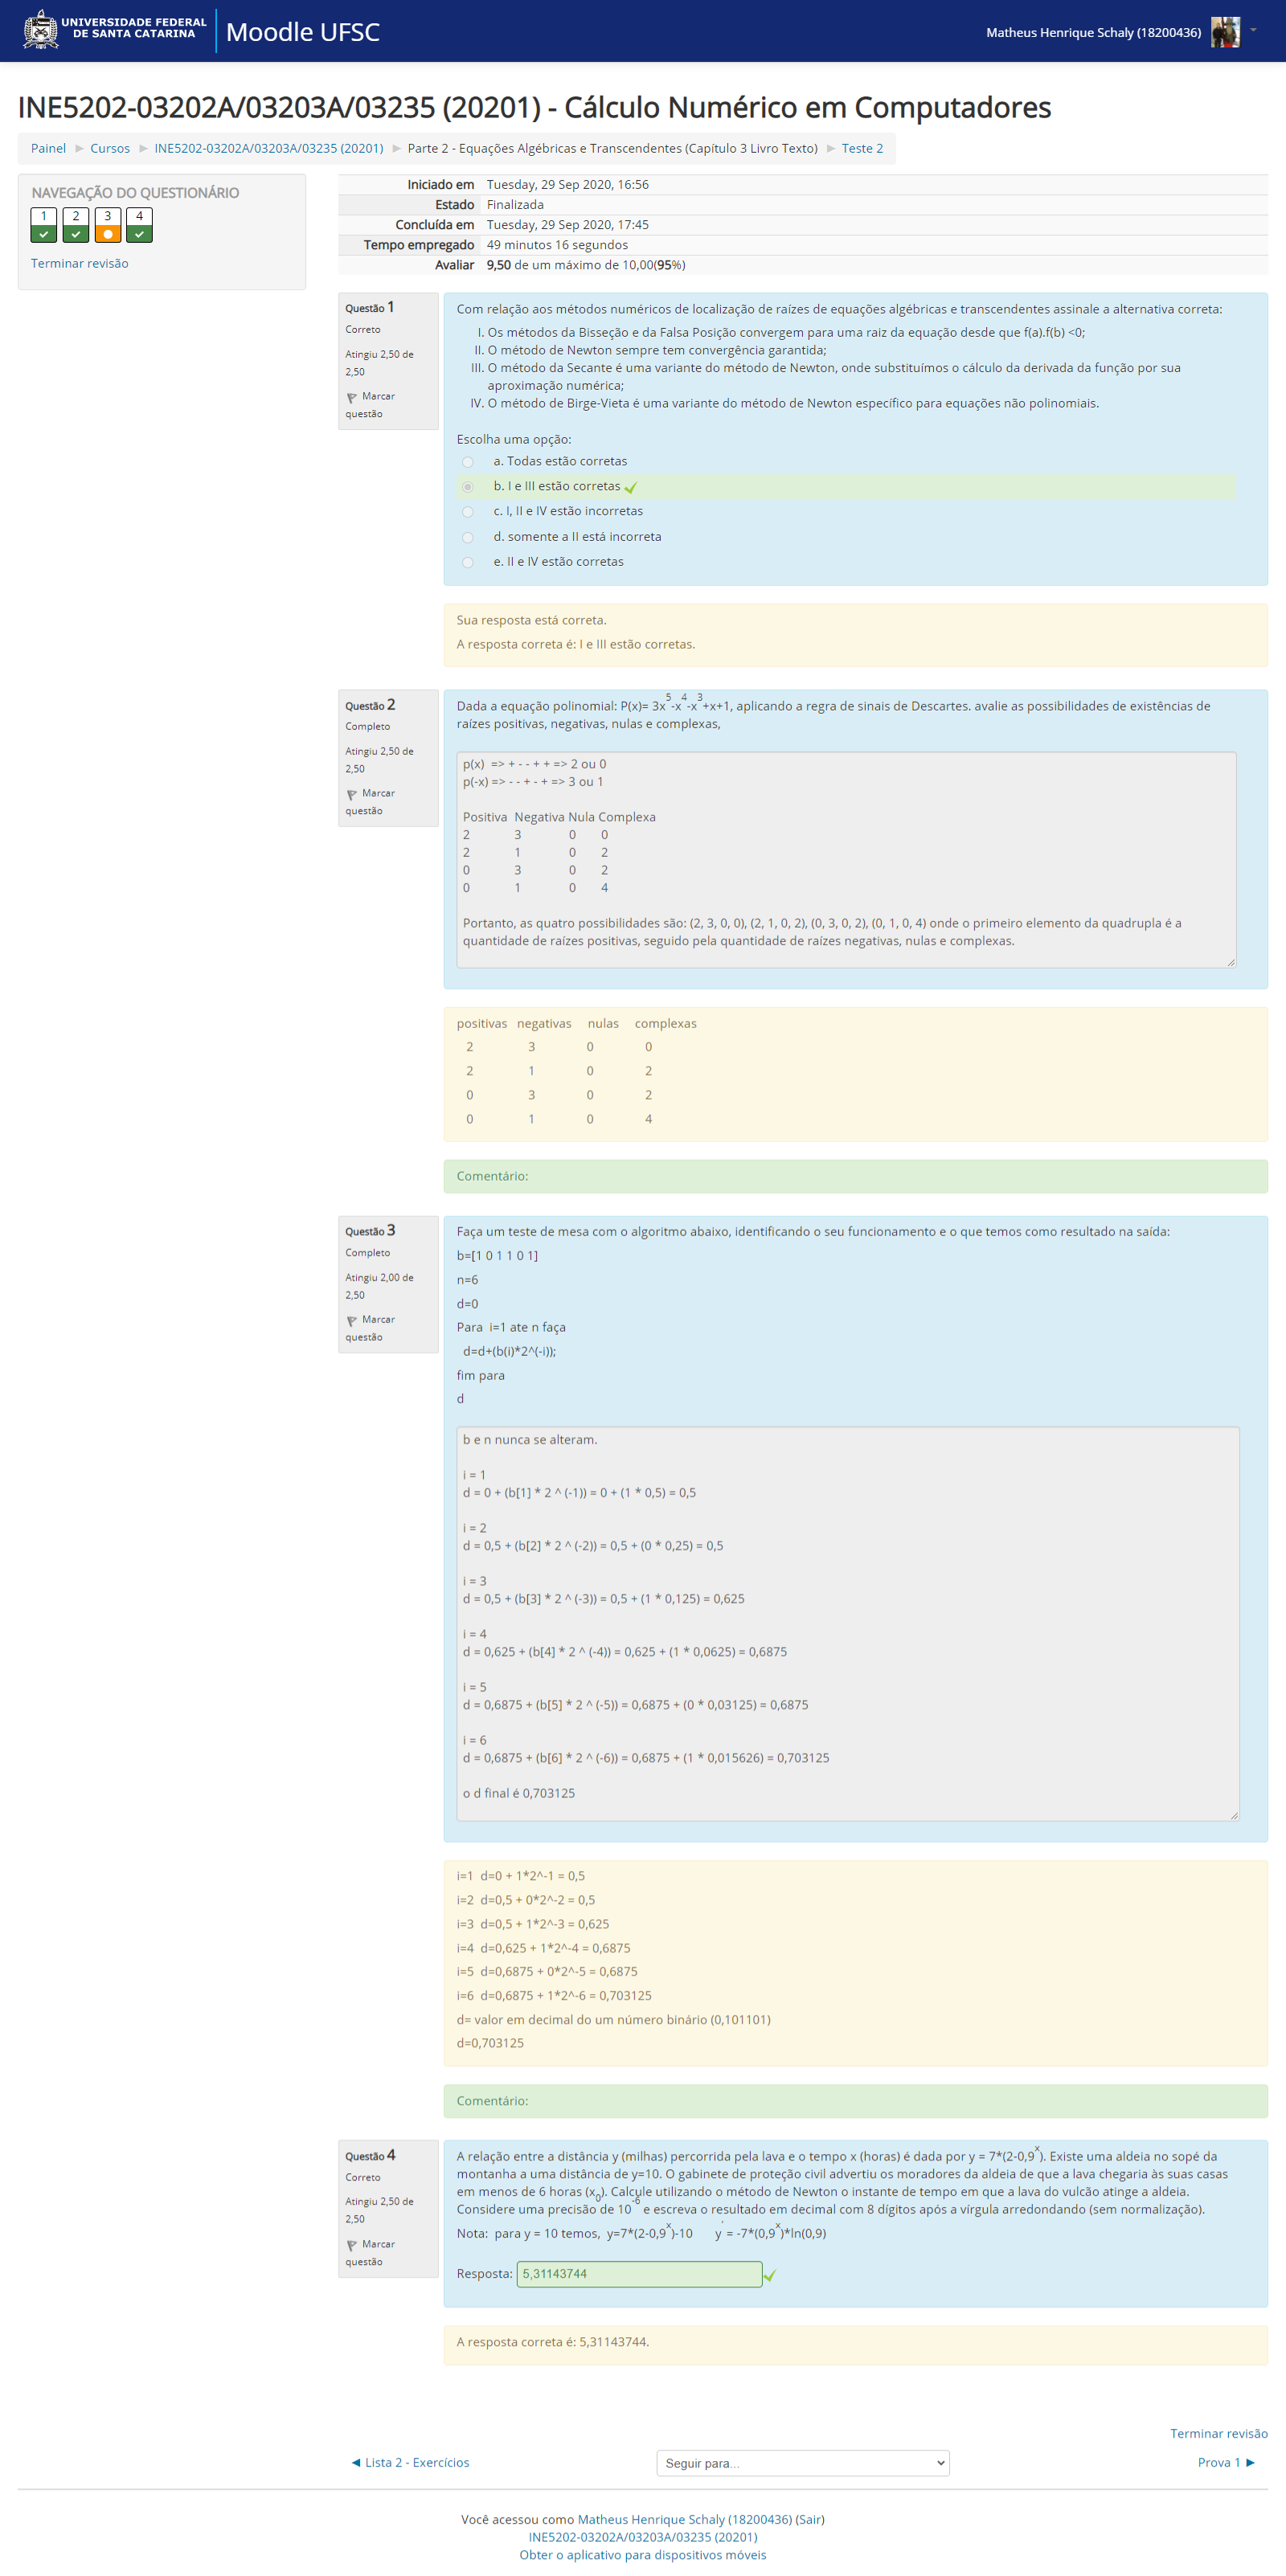 UNIVERSIDADE FEDERAL
DE SANTA CATARINA
Moodle UFSC
Matheus Henrique Schaly (18200436)
INE5202-03202A/03203A/03235 (20201) - Cálculo Numérico em Computadores
Painel ► Cursos ► INE5202-03202A/03203A/03235 (20201) ► Parte 2 - Equações Algébricas e Transcendentes (Capítulo 3 Livro Texto) ► Teste 2
NAVEGAÇÃO DO QUESTIONÁRIO
1 2 3 4
Terminar revisão
Iniciado em Tuesday, 29 Sep 2020, 16:56
Estado Finalizada
Concluída em Tuesday, 29 Sep 2020, 17:45
Tempo empregado 49 minutos 16 segundos
Avaliar 9,50 de um máximo de 10,00(95%)
Questão 1
Correto
Atingiu 2,50 de
2,50
Marcar
questão
Com relação aos métodos numéricos de localização de raízes de equações algébricas e transcendentes assinale a alternativa correta:
I. Os métodos da Bisseção e da Falsa Posição convergem para uma raiz da equação desde que f(a).f(b) <0;
II. O método de Newton sempre tem convergência garantida;
III. O método da Secante é uma variante do método de Newton, onde substituímos o cálculo da derivada da função por sua
aproximação numérica;
IV. O método de Birge-Vieta é uma variante do método de Newton específico para equações não polinomiais.
Escolha uma opção:
a. Todas estão corretas
b. I e III estão corretas
c. I, II e IV estão incorretas
d. somente a II está incorreta
e. II e IV estão corretas
Sua resposta está correta.
A resposta correta é: I e III estão corretas.
Questão 2
Completo
Atingiu 2,50 de
2,50
Marcar
questão
Dada a equação polinomial: P(x)= 3x^5-x^4-x^3+x+1, aplicando a regra de sinais de Descartes. avalie as possibilidades de existências de
raízes positivas, negativas, nulas e complexas,
p(x) => + - - + + => 2 ou 0
p(-x) => - - + - + => 3 ou 1
Positiva Negativa Nula Complexa
2 3 0 0
2 1 0 2
0 3 0 2
0 1 0 4
Portanto, as quatro possibilidades são: (2, 3, 0, 0), (2, 1, 0, 2), (0, 3, 0, 2), (0, 1, 0, 4) onde o primeiro elemento da quadrupla é a
quantidade de raízes positivas, seguido pela quantidade de raízes negativas, nulas e complexas.
positivas negativas nulas complexas
2 3 0 0
2 1 0 2
0 3 0 2
0 1 0 4
Comentário:
Questão 3
Completo
Atingiu 2,00 de
2,50
Marcar
questão
Faça um teste de mesa com o algoritmo abaixo, identificando o seu funcionamento e o que temos como resultado na saída:
b=[1 0 1 1 0 1]
n=6
d=0
Para i=1 ate n faça
d=d+(b(i)*2^(-i));
fim para
d
b e n nunca se alteram.
i = 1
d = 0 + (b[1] * 2 ^ (-1)) = 0 + (1 * 0,5) = 0,5
i = 2
d = 0,5 + (b[2] * 2 ^ (-2)) = 0,5 + (0 * 0,25) = 0,5
i = 3
d = 0,5 + (b[3] * 2 ^ (-3)) = 0,5 + (1 * 0,125) = 0,625
i = 4
d = 0,625 + (b[4] * 2 ^ (-4)) = 0,625 + (1 * 0,0625) = 0,6875
i = 5
d = 0,6875 + (b[5] * 2 ^ (-5)) = 0,6875 + (0 * 0,03125) = 0,6875
i = 6
d = 0,6875 + (b[6] * 2 ^ (-6)) = 0,6875 + (1 * 0,015626) = 0,703125
o d final é 0,703125
i=1 d=0 + 1*2^-1 = 0,5
i=2 d=0,5 + 0*2^-2 = 0,5
i=3 d=0,5 + 1*2^-3 = 0,625
i=4 d=0,625 + 1*2^-4 = 0,6875
i=5 d=0,6875 + 0*2^-5 = 0,6875
i=6 d=0,6875 + 1*2^-6 = 0,703125
d= valor em decimal do um número binário (0,101101)
d=0,703125
Comentário:
Questão 4
Correto
Atingiu 2,50 de
2,50
Marcar
questão
A relação entre a distância y (milhas) percorrida pela lava e o tempo x (horas) é dada por y = 7*(2-0,9^x). Existe uma aldeia no sopé da
montanha a uma distância de y=10. O gabinete de proteção civil advertiu os moradores da aldeia de que a lava chegaria às suas casas
em menos de 6 horas (x_0). Calcule utilizando o método de Newton o instante de tempo em que a lava do vulcão atinge a aldeia.
Considere uma precisão de 10^-6 e escreva o resultado em decimal com 8 dígitos após a vírgula arredondando (sem normalização).
Nota: para y = 10 temos, y=7*(2-0,9^x)-10 y' = -7*(0,9^x)*ln(0,9)
Resposta: 5,31143744
A resposta correta é: 5,31143744.
Terminar revisão
◄ Lista 2 - Exercícios
Seguir para...
Prova 1 ►
Você acessou como Matheus Henrique Schaly (18200436) (Sair)
INE5202-03202A/03203A/03235 (20201)
Obter o aplicativo para dispositivos móveis